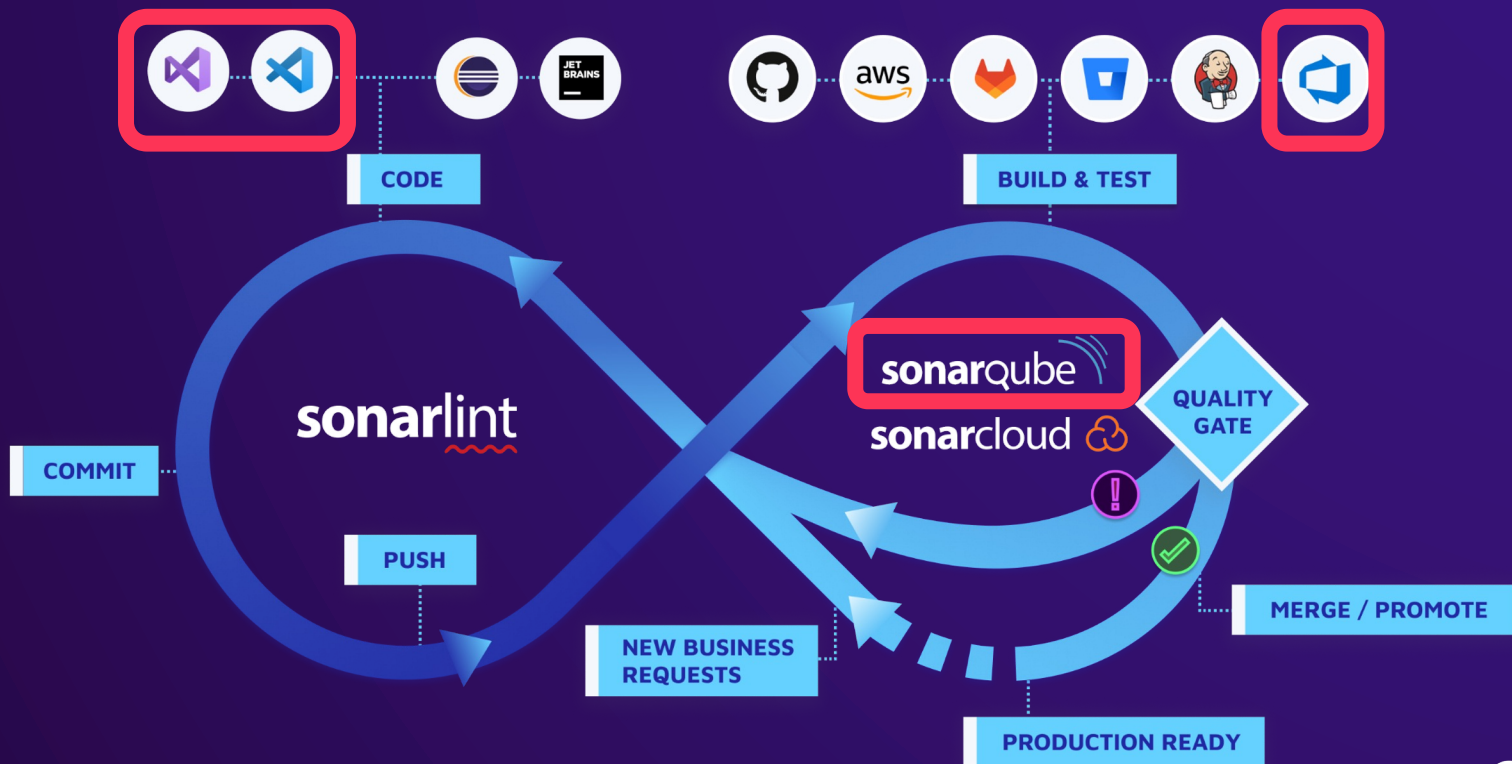 JET
BRAINS
aws
CODE
BUILD & TEST
sonarqube
QUALITY
GATE
sonarlint
sonarcloud
COMMIT
PUSH
MERGE / PROMOTE
NEW BUSINESS
REQUESTS
PRODUCTION READY